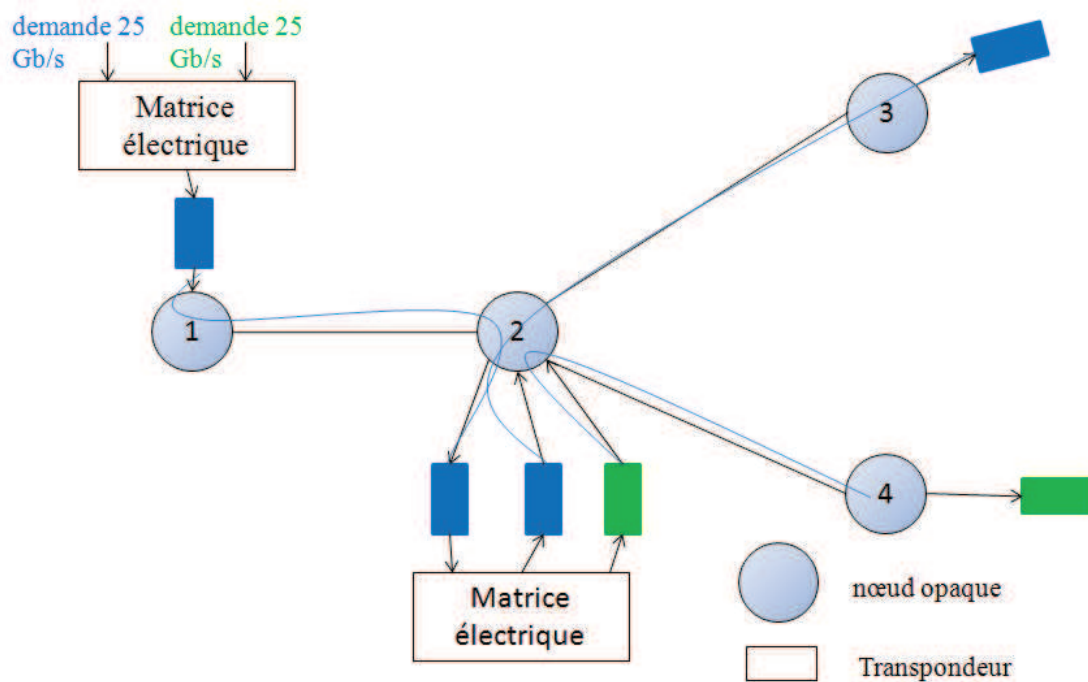 demande 25
Gb/s
demande 25
Gb/s
Matrice
électrique
1
2
3
4
Matrice
électrique
nœud opaque
Transpondeur